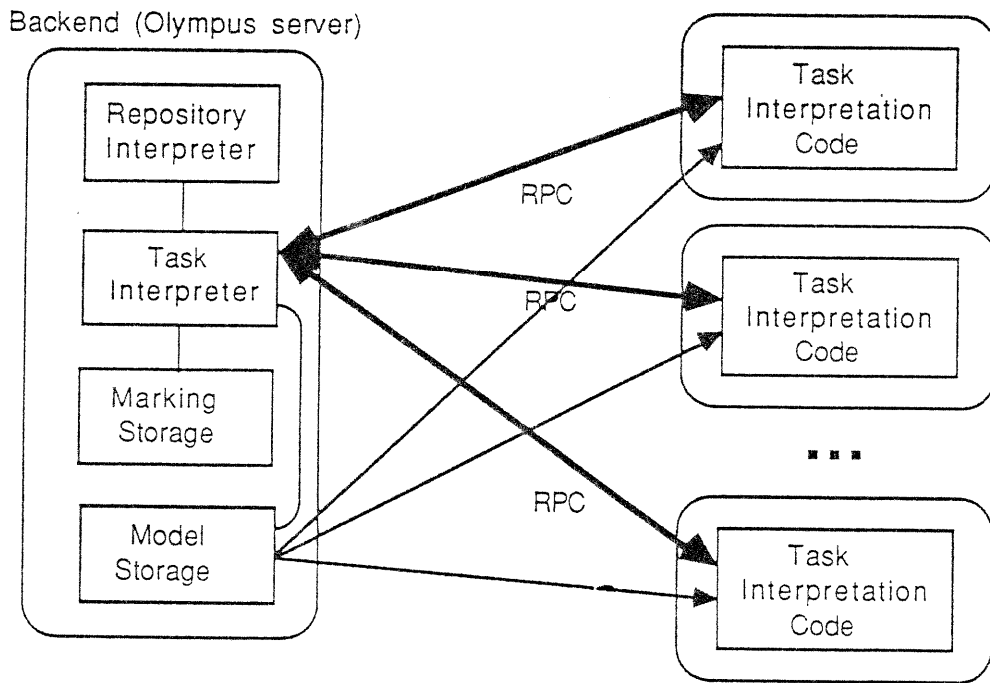 Backend (Olympus server)
Repository
Interpreter
Task
Interpreter
Marking
Storage
Model
Storage
RPC
RPC
RPC
Task
Interpretation
Code
Task
Interpretation
Code
...
Task
Interpretation
Code